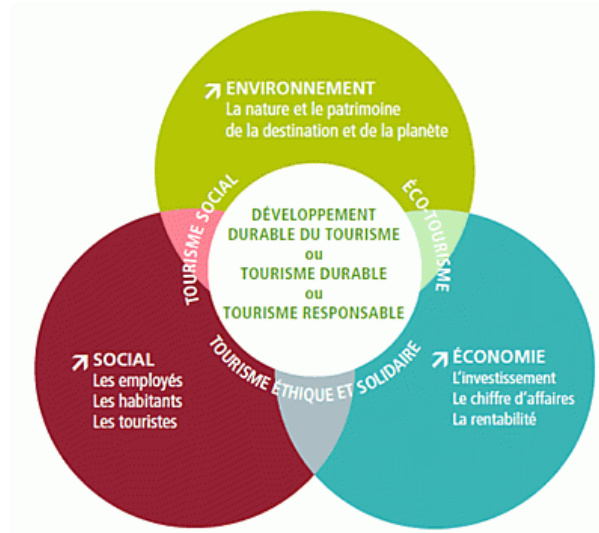 ENVIRONNEMENT
La nature et le patrimoine
de la destination et de la planète
TOURISME SOCIAL
ÉCO-TOURISME
DÉVELOPPEMENT
DURABLE DU TOURISME
ou
TOURISME DURABLE
ou
TOURISME RESPONSABLE
TOURISME ÉTHIQUE ET SOLIDAIRE
SOCIAL
Les employés
Les habitants
Les touristes
ÉCONOMIE
L'investissement
Le chiffre d'affaires
La rentabilité